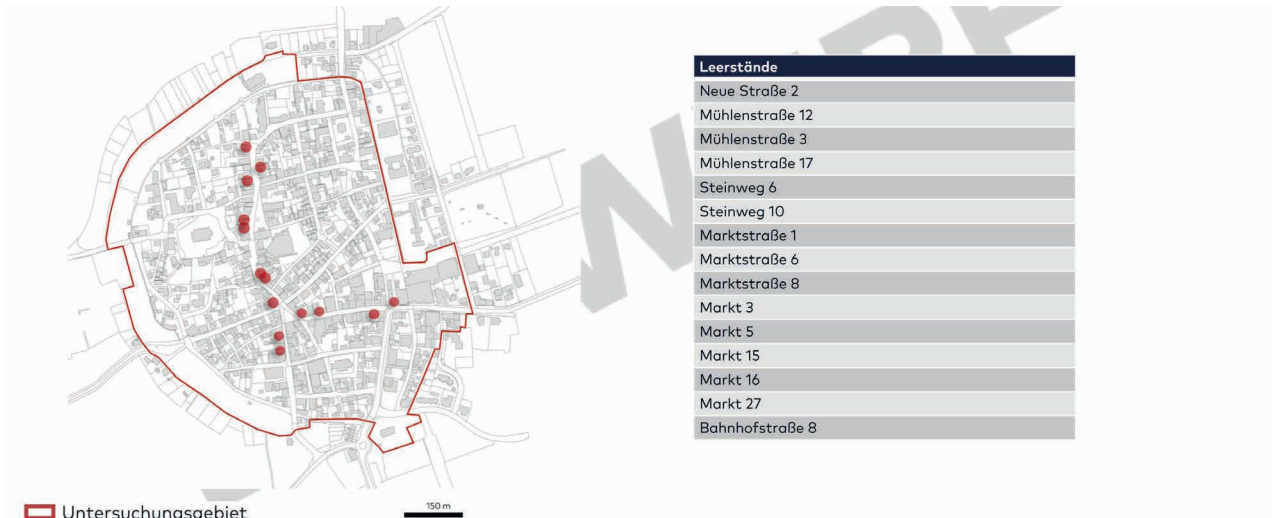 Leerstände
Neue Straße 2
Mühlenstraße 12
Mühlenstraße 3
Mühlenstraße 17
Steinweg 6
Steinweg 10
Marktstraße 1
Marktstraße 6
Marktstraße 8
Markt 3
Markt 5
Markt 15
Markt 16
Markt 27
Bahnhofstraße 8
Untersuchungsgebiet
150 m